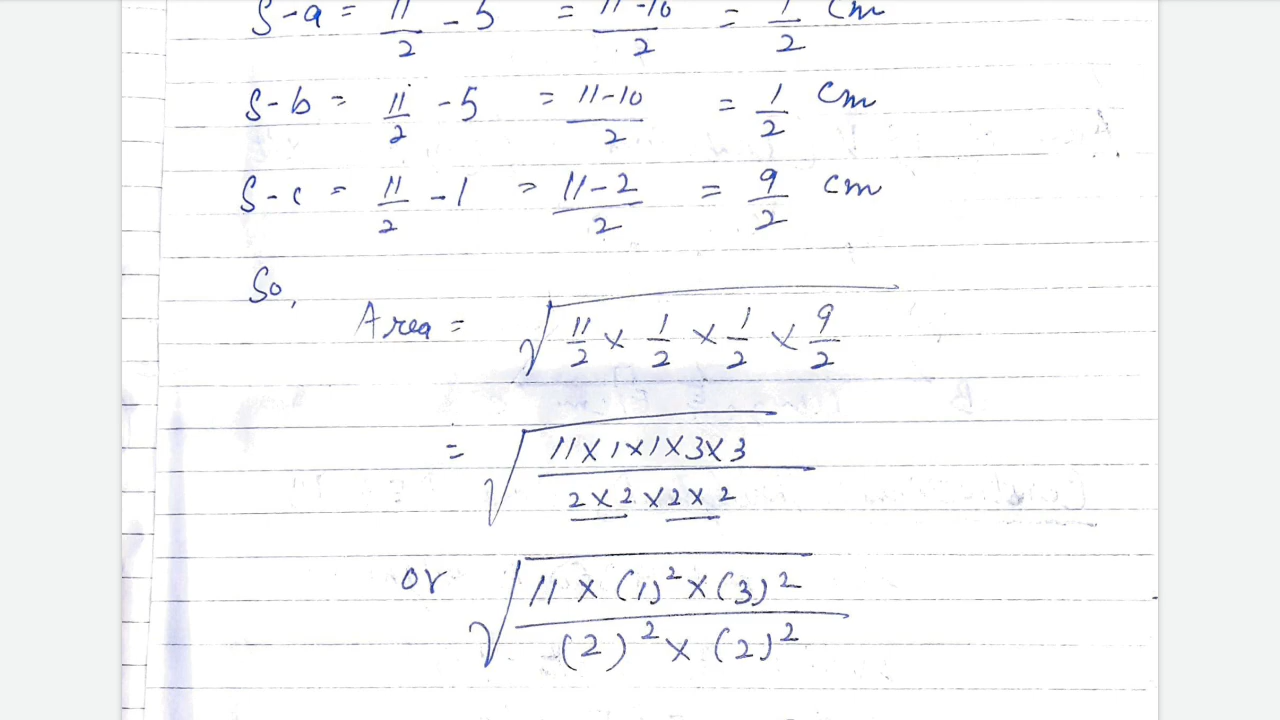 S-a = 11/2 - 5 = 11-10/2 = 1/2 cm
S-b = 11/2 - 5 = 11-10/2 = 1/2 cm
S-c = 11/2 - 1 = 11-2/2 = 9/2 cm
So,
Area = √11/2 × 1/2 × 1/2 × 9/2
= √11×1×1×3×3/2×2×2×2
or √11×(1)²×(3)²/(2)²×(2)²